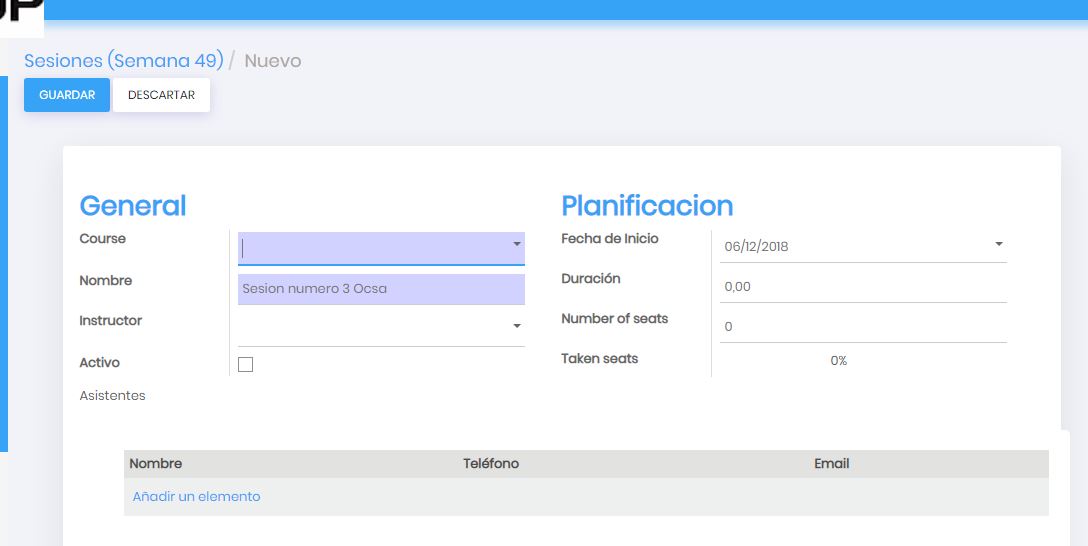 Sesiones (Semana 49) / Nuevo
GUARDAR DESCARTAR
General
Course
Nombre Sesion numero 3 Ocsa
Instructor
Activo
Asistentes
Planificacion
Fecha de Inicio 06/12/2018
Duración 0,00
Number of seats 0
Taken seats 0%
Nombre Teléfono Email
Añadir un elemento